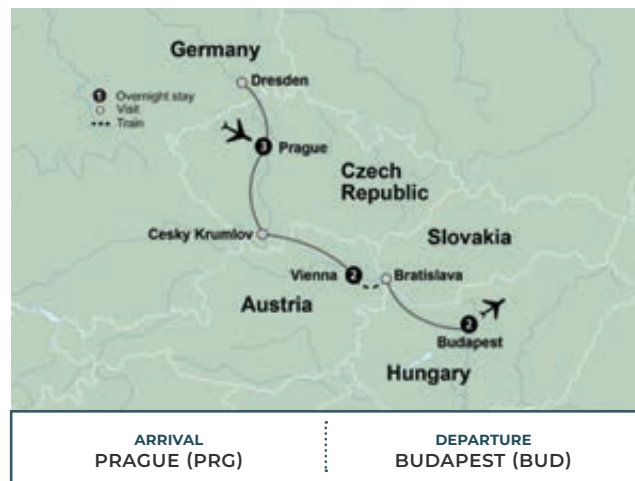 Germany
Dresden
1 Overnight stay
Visit
Train
3 Prague
Czech
Republic
Cesky Krumlov
Slovakia
Vienna 2
Bratislava
Austria
2
Budapest
Hungary
ARRIVAL
PRAGUE (PRG)
DEPARTURE
BUDAPEST (BUD)